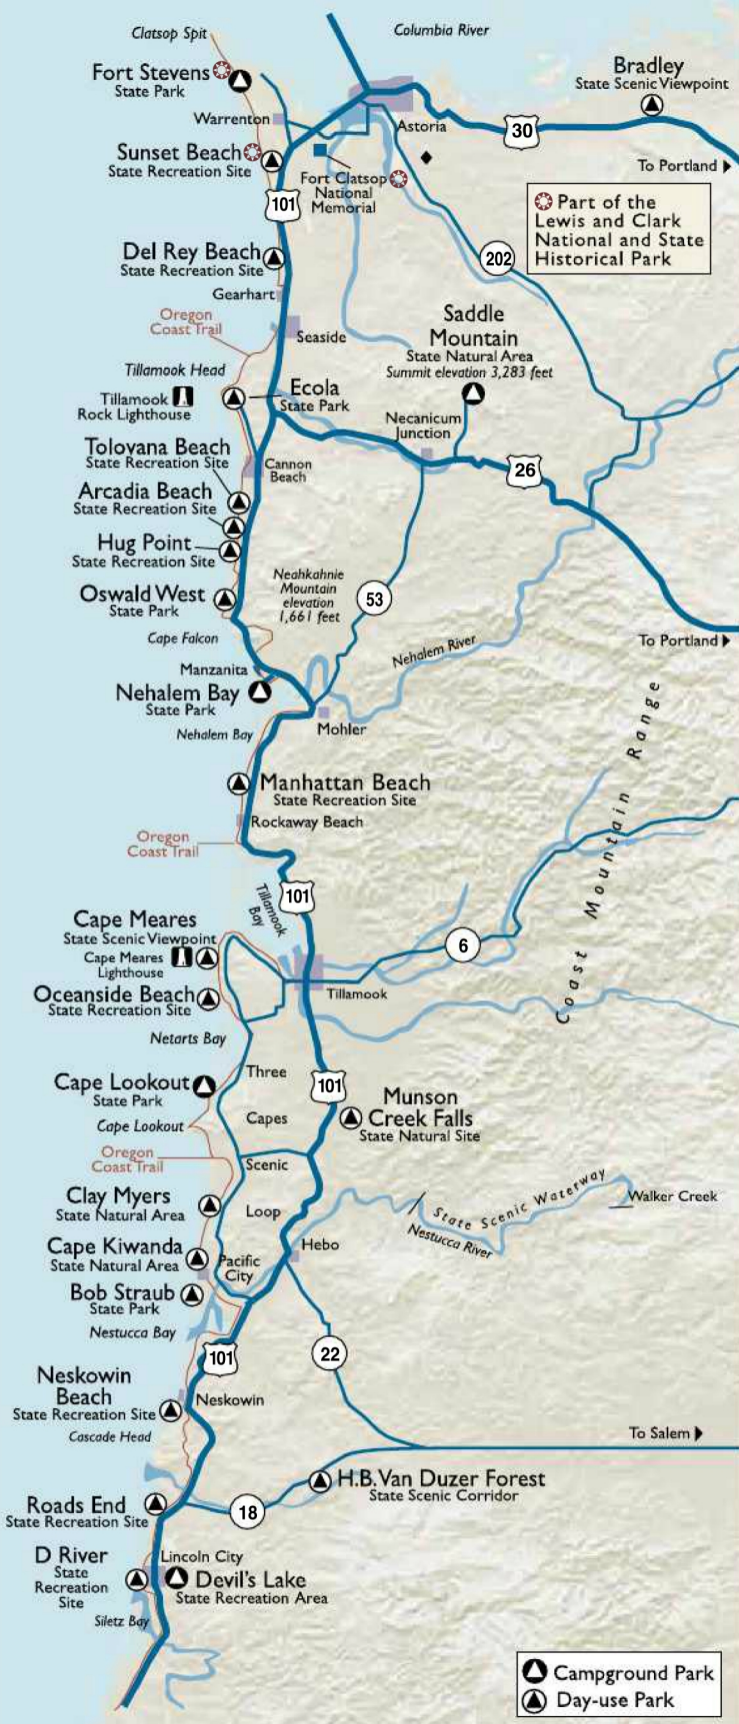 Clatsop Spit
Columbia River
Fort Stevens
State Park
Bradley
State Scenic Viewpoint
Warrenton
Astoria
30
Sunset Beach
State Recreation Site
To Portland
Fort Clatsop
National
Memorial
101
Part of the
Lewis and Clark
National and State
Historical Park
Del Rey Beach
State Recreation Site
202
Gearhart
Oregon
Coast Trail
Seaside
Saddle
Mountain
State Natural Area
Summit elevation 3,283 feet
Tillamook Head
Tillamook
Rock Lighthouse
Ecola
State Park
Necanicum
Junction
Tolovana Beach
State Recreation Site
Cannon
Beach
26
Arcadia Beach
State Recreation Site
Hug Point
State Recreation Site
Oswald West
State Park
Neahkahnie
Mountain
elevation
1,661 feet
53
Cape Falcon
Nehalem River
To Portland
Manzanita
Nehalem Bay
State Park
Nehalem Bay
Mohler
Coast Mountain Range
Manhattan Beach
State Recreation Site
Rockaway Beach
Oregon
Coast Trail
101
Tillamook
Bay
Cape Meares
State Scenic Viewpoint
Cape Meares
Lighthouse
6
Oceanside Beach
State Recreation Site
Tillamook
Netarts Bay
Three
Cape Lookout
State Park
101
Munson
Creek Falls
State Natural Site
Capes
Cape Lookout
Oregon
Coast Trail
Scenic
Clay Myers
State Natural Area
Loop
State Scenic Waterway
Walker Creek
Nestucca River
Hebo
Cape Kiwanda
State Natural Area
Pacific
City
Bob Straub
State Park
Nestucca Bay
101
22
Neskowin
Beach
State Recreation Site
Neskowin
Cascade Head
To Salem
H.B. Van Duzer Forest
State Scenic Corridor
Roads End
State Recreation Site
18
D River
State
Recreation
Site
Lincoln City
Devil's Lake
State Recreation Area
Siletz Bay
Campground Park
Day-use Park